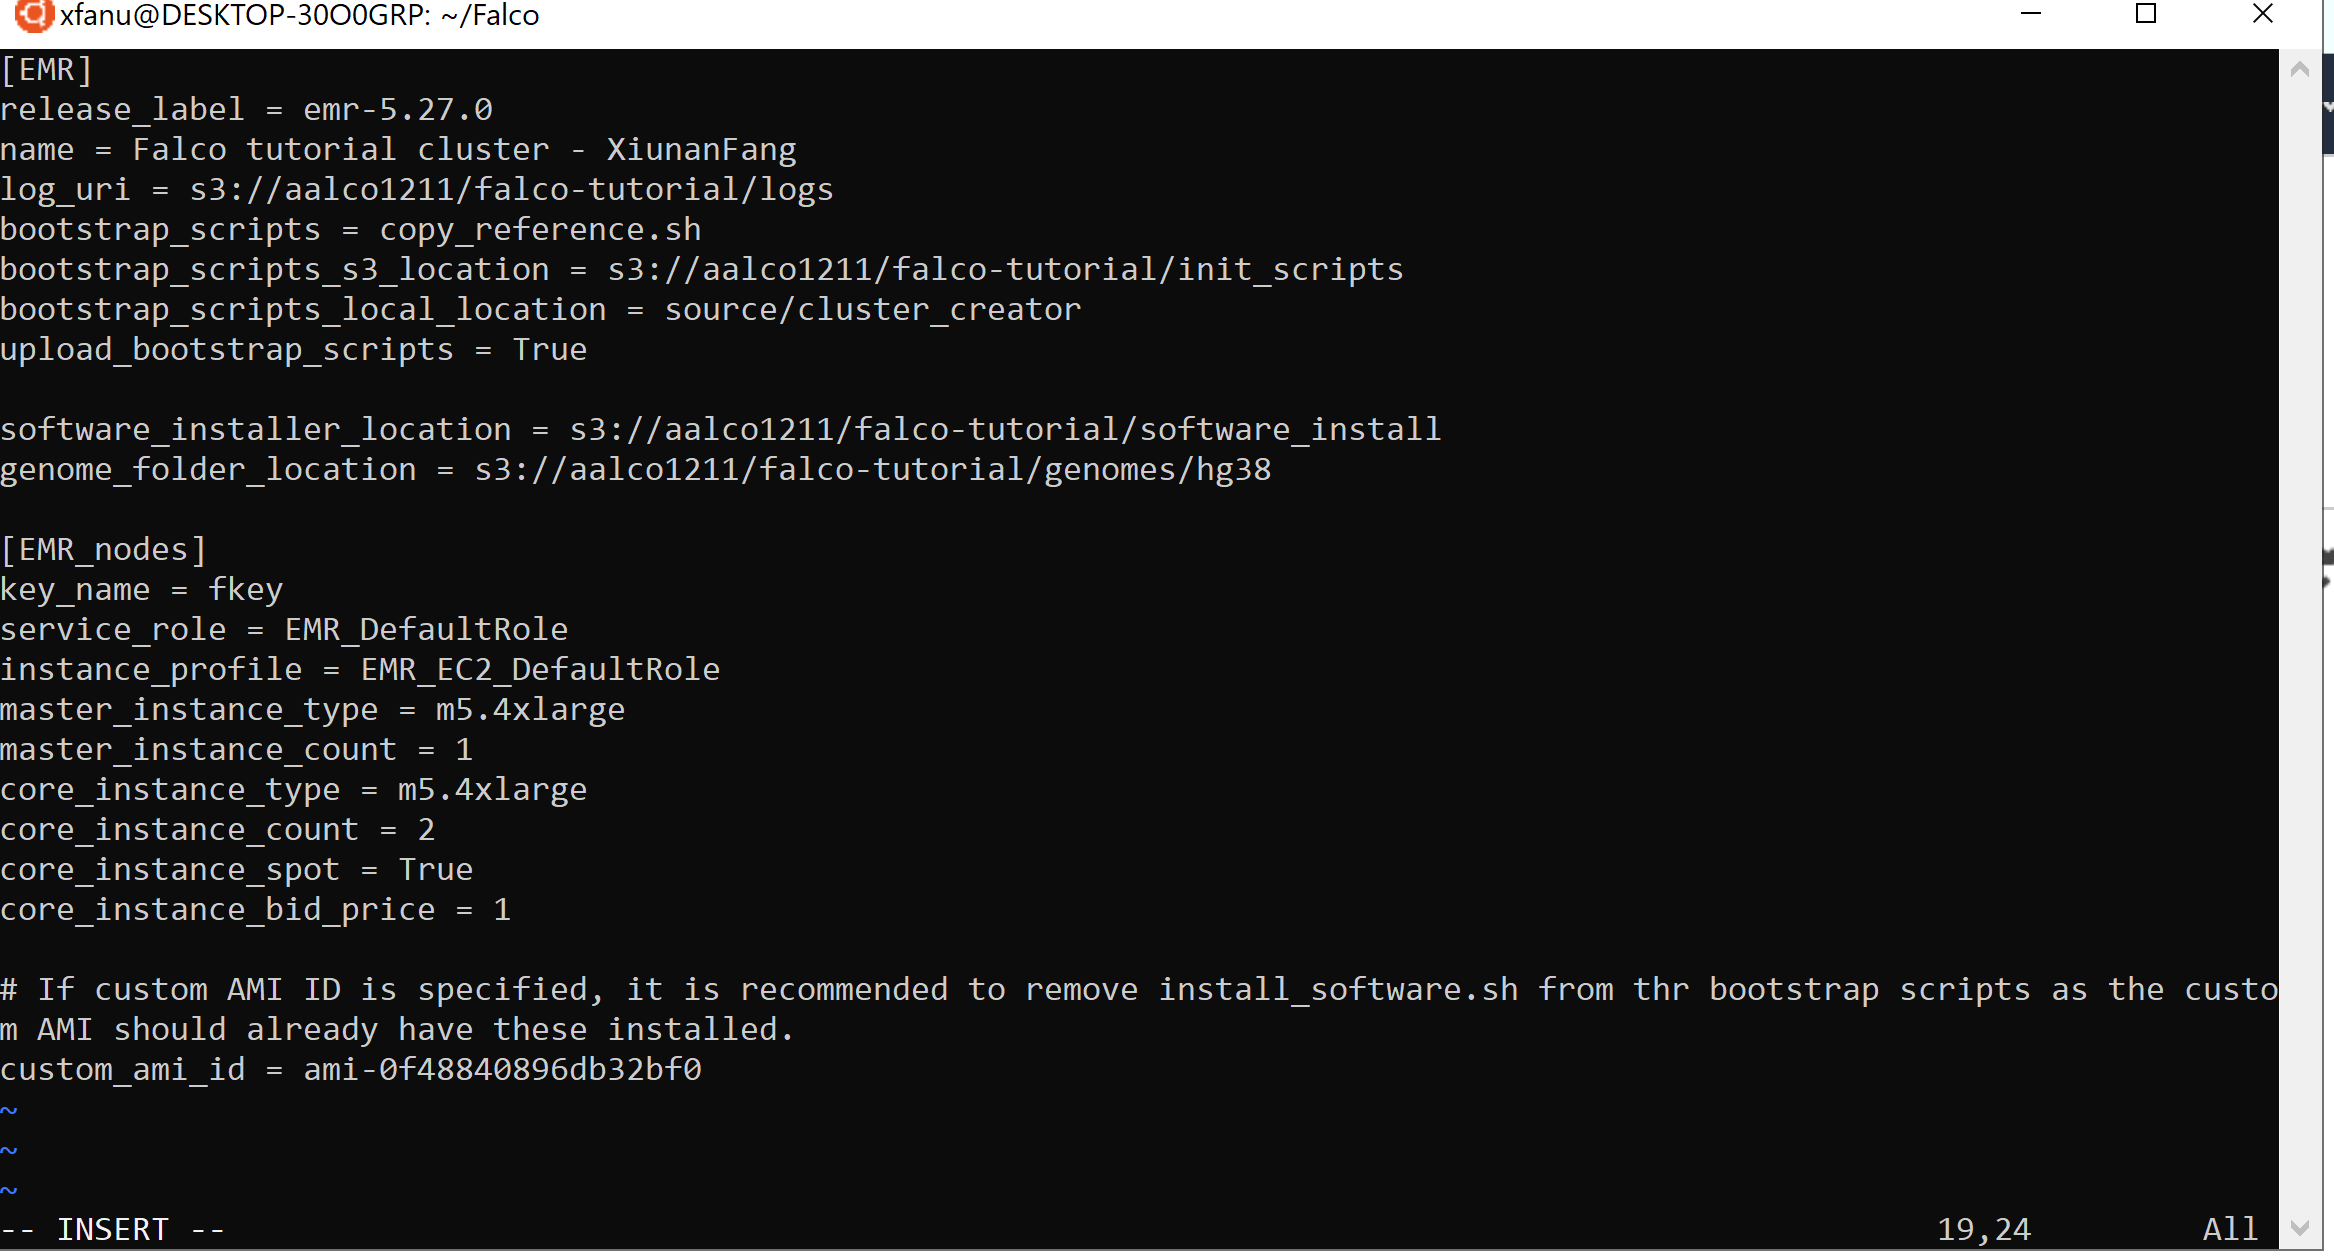 xfanu@DESKTOP-30O0GRP: ~/Falco
[EMR]
release_label = emr-5.27.0
name = Falco tutorial cluster - XiunanFang
log_uri = s3://aalco1211/falco-tutorial/logs
bootstrap_scripts = copy_reference.sh
bootstrap_scripts_s3_location = s3://aalco1211/falco-tutorial/init_scripts
bootstrap_scripts_local_location = source/cluster_creator
upload_bootstrap_scripts = True
software_installer_location = s3://aalco1211/falco-tutorial/software_install
genome_folder_location = s3://aalco1211/falco-tutorial/genomes/hg38
[EMR_nodes]
key_name = fkey
service_role = EMR_DefaultRole
instance_profile = EMR_EC2_DefaultRole
master_instance_type = m5.4xlarge
master_instance_count = 1
core_instance_type = m5.4xlarge
core_instance_count = 2
core_instance_spot = True
core_instance_bid_price = 1
# If custom AMI ID is specified, it is recommended to remove install_software.sh from thr bootstrap scripts as the custo
m AMI should already have these installed.
custom_ami_id = ami-0f48840896db32bf0
~
~
~
-- INSERT -- 19,24 All